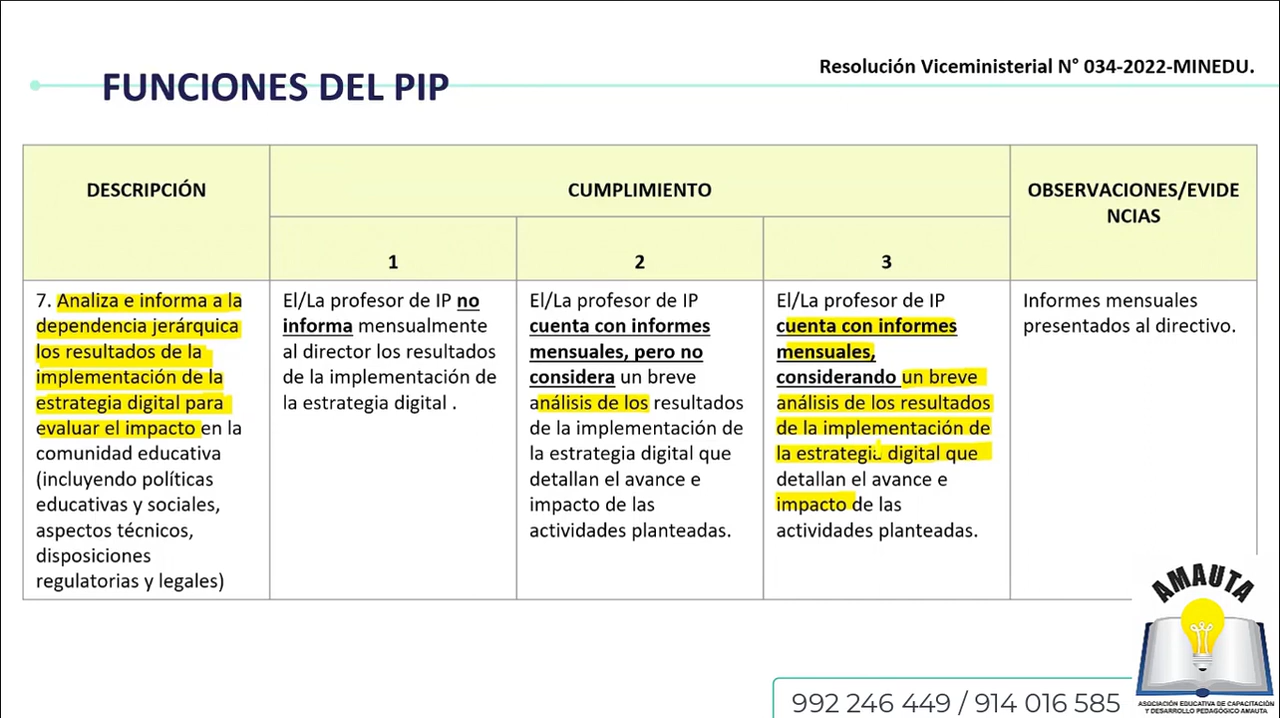 FUNCIONES DEL PIP
Resolución Viceministerial N° 034-2022-MINEDU.
DESCRIPCIÓN
CUMPLIMIENTO
OBSERVACIONES/EVIDE
NCIAS
1
2
3
7. Analiza e informa a la
dependencia jerárquica
los resultados de la
implementación de la
estrategia digital para
evaluar el impacto en la
comunidad educativa
(incluyendo políticas
educativas y sociales,
aspectos técnicos,
disposiciones
regulatorias y legales)
El/La profesor de IP no
informa mensualmente
al director los resultados
de la implementación de
la estrategia digital .
El/La profesor de IP
cuenta con informes
mensuales, pero no
considera un breve
análisis de los resultados
de la implementación de
la estrategia digital que
detallan el avance e
impacto de las
actividades planteadas.
El/La profesor de IP
cuenta con informes
mensuales,
considerando un breve
análisis de los resultados
de la implementación de
la estrategia digital que
detallan el avance e
impacto de las
actividades planteadas.
Informes mensuales
presentados al directivo.
AMAUTA
ASOCIACIÓN EDUCATIVA DE CAPACITACIÓN
Y DESARROLLO PEDAGÓGICO AMAUTA
992 246 449 / 914 016 585